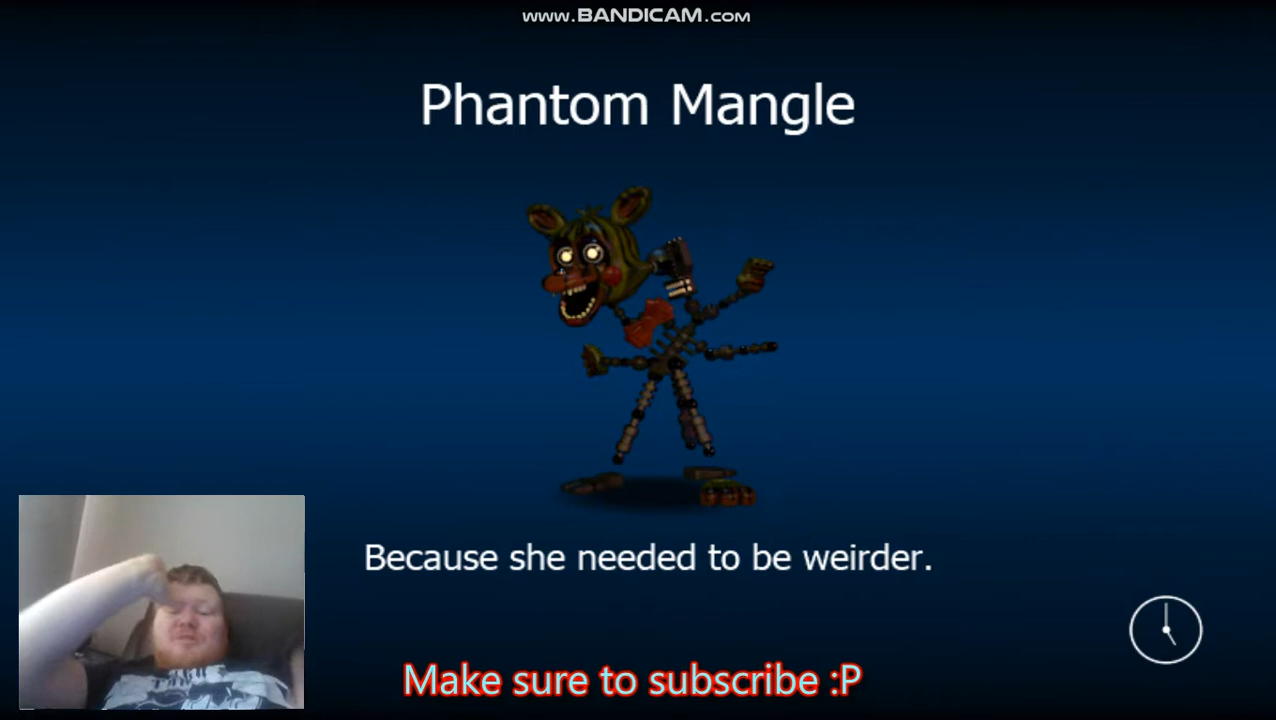 www.BANDICAM.com
Phantom Mangle
Because she needed to be weirder.
Make sure to subscribe :P